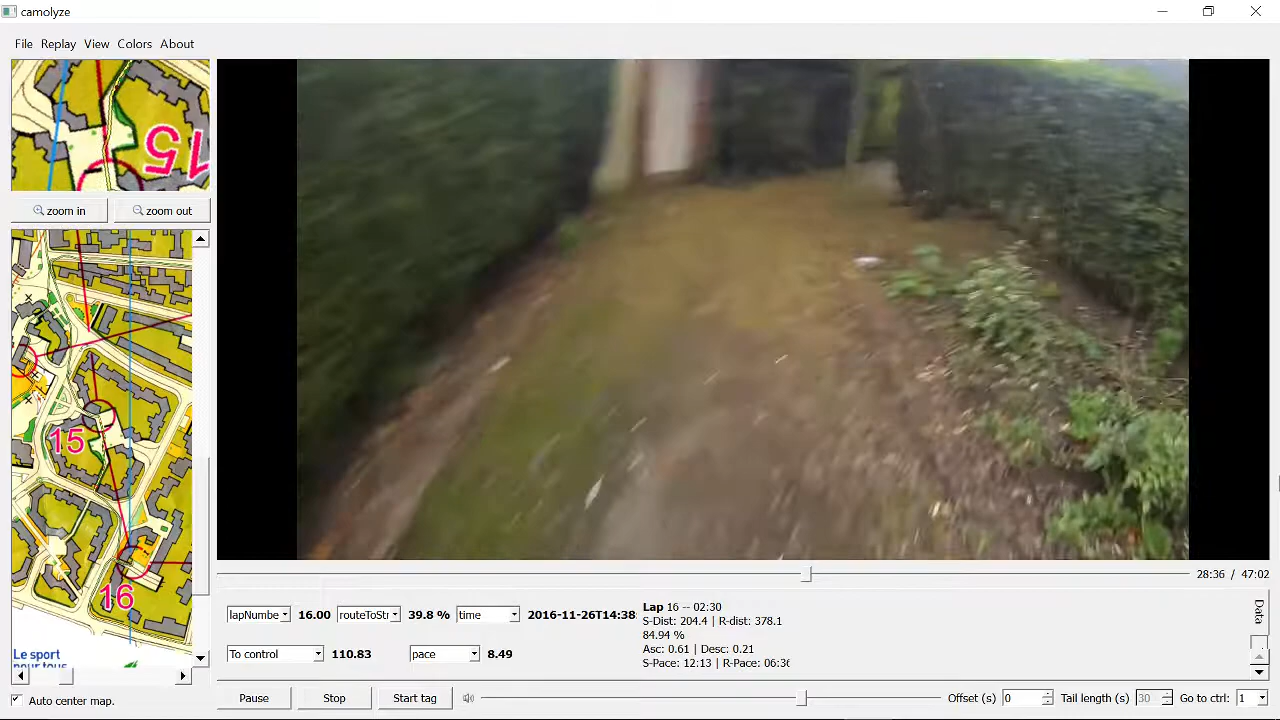 camolyze
File Replay View Colors About
15
zoom in
zoom out
15
16
Le sport
pour tous
Auto center map.
28:36 / 47:02
lapNumbe 16.00 routeToStr 39.8 % time 2016-11-26T14:38:
To control 110.83 pace 8.49
Lap 16 -- 02:30
S-Dist: 204.4 | R-dist: 378.1
84.94 %
Asc: 0.61 | Desc: 0.21
S-Pace: 12:13 | R-Pace: 06:36
Data
Pause Stop Start tag Offset (s) 0 Tail length (s) 30 Go to ctrl: 1